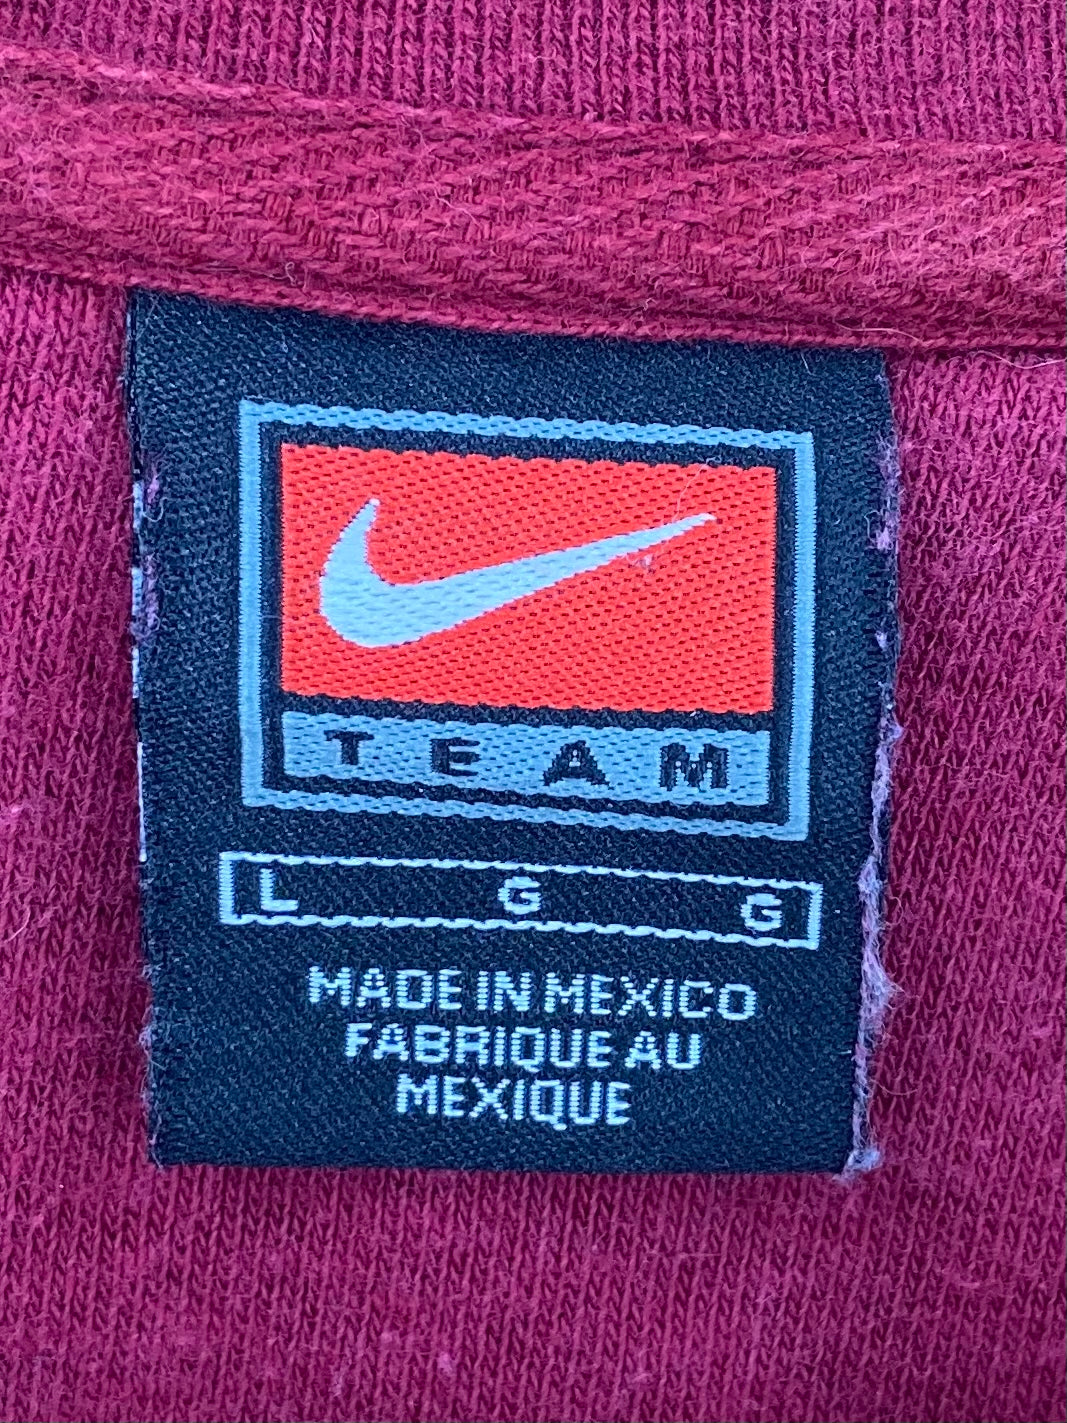 TEAM
L G G
MADE IN MEXICO
FABRIQUE AU
MEXIQUE